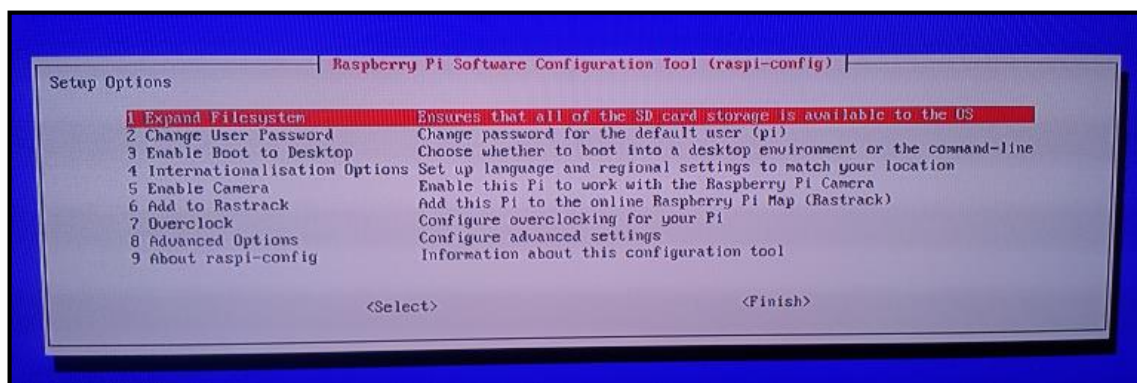 Raspberry Pi Software Configuration Tool (raspi-config)
Setup Options
1 Expand Filesystem Ensures that all of the SD card storage is available to the OS
2 Change User Password Change password for the default user (pi)
3 Enable Boot to Desktop Choose whether to boot into a desktop environment or the command-line
4 Internationalisation Options Set up language and regional settings to match your location
5 Enable Camera Enable this Pi to work with the Raspberry Pi Camera
6 Add to Rastrack Add this Pi to the online Raspberry Pi Map (Rastrack)
7 Overclock Configure overclocking for your Pi
8 Advanced Options Configure advanced settings
9 About raspi-config Information about this configuration tool
<Select> <Finish>